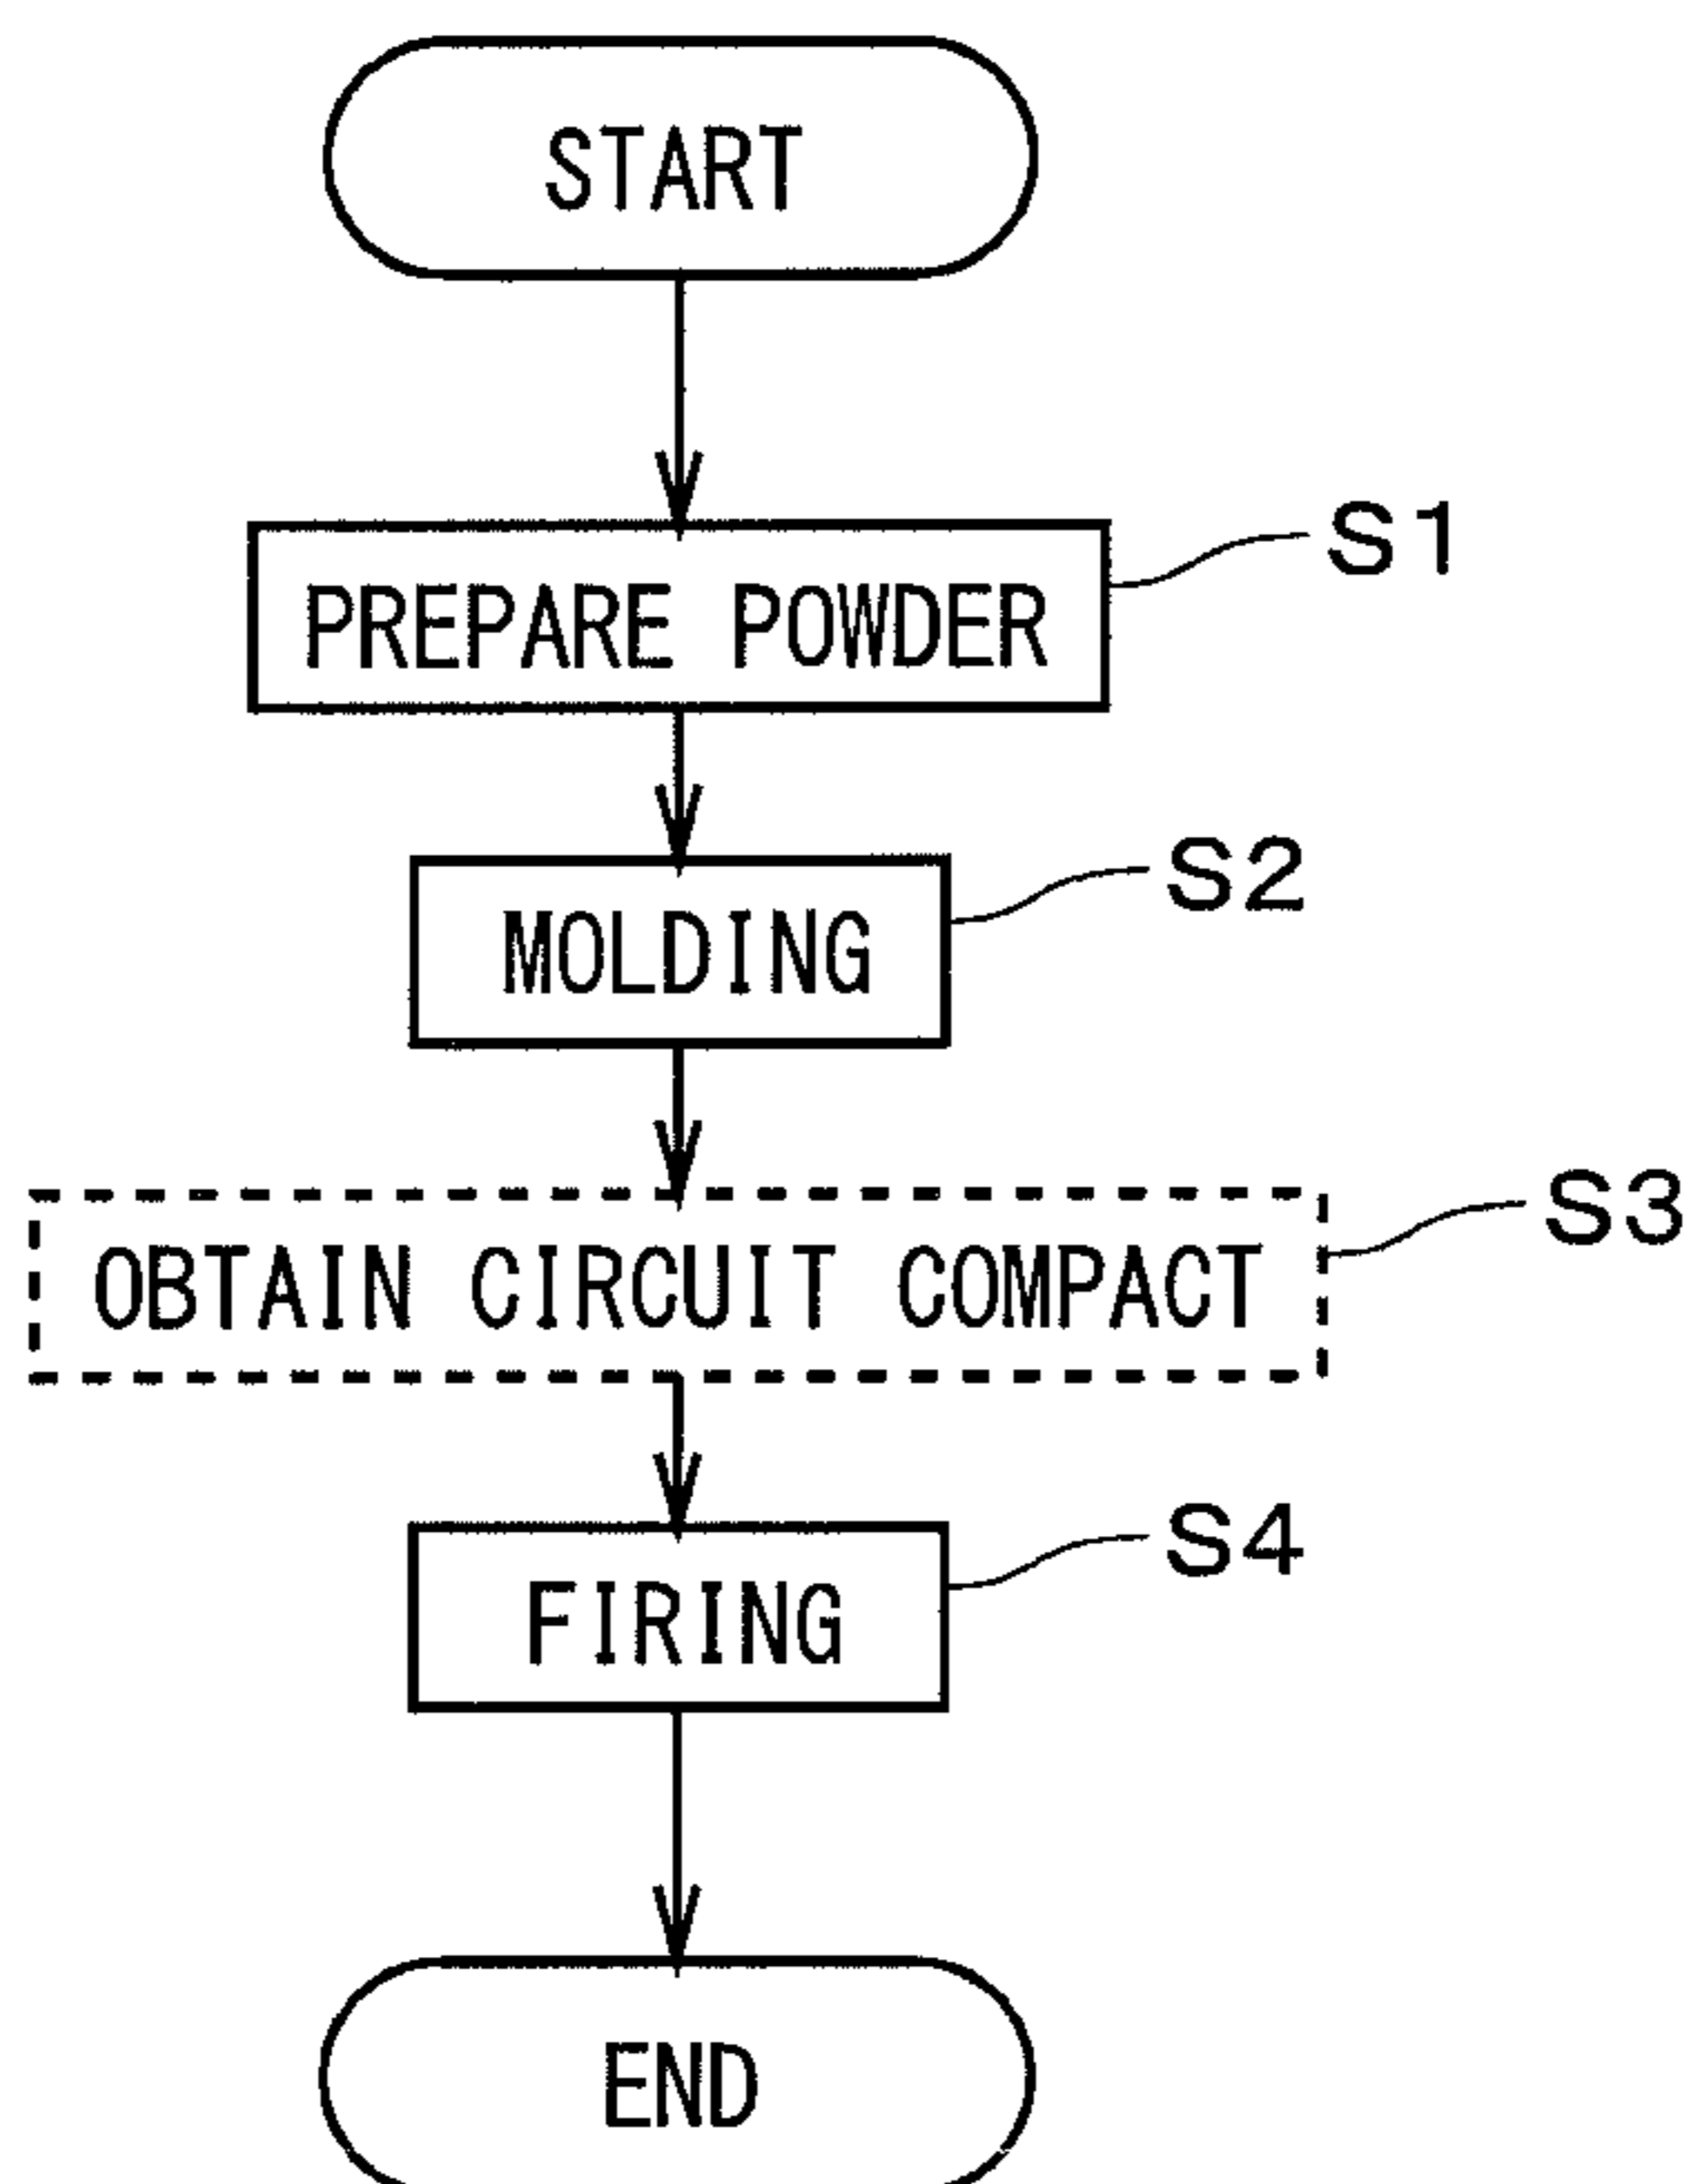 START
PREPARE POWDER
S1
MOLDING
S2
OBTAIN CIRCUIT COMPACT
S3
FIRING
S4
END